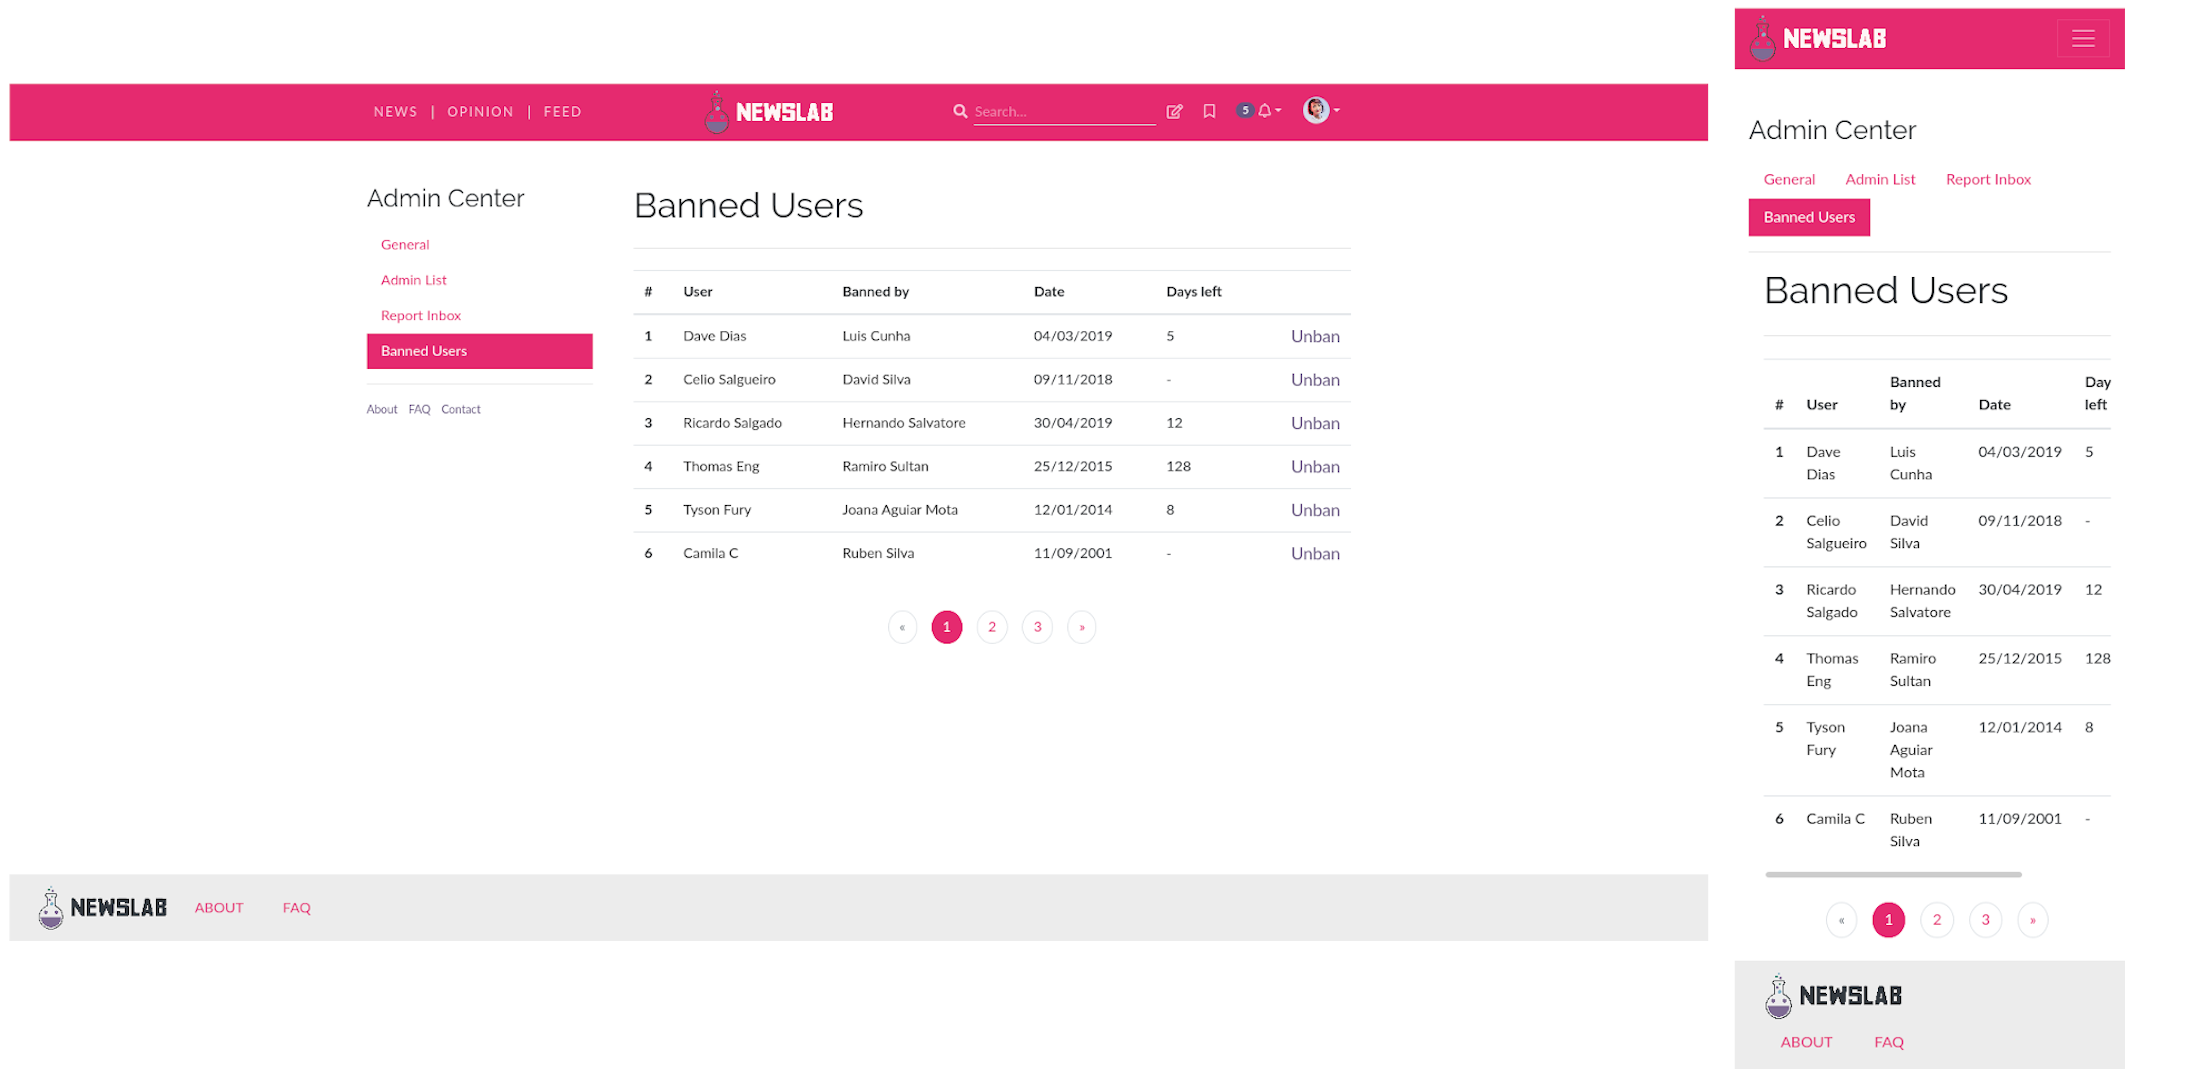 NEWS | OPINION | FEED NEWSLAB Search... 5
Admin Center
General
Admin List
Report Inbox
Banned Users
About FAQ Contact
Banned Users
# User Banned by Date Days left
1 Dave Dias Luis Cunha 04/03/2019 5 Unban
2 Celio Salgueiro David Silva 09/11/2018 - Unban
3 Ricardo Salgado Hernando Salvatore 30/04/2019 12 Unban
4 Thomas Eng Ramiro Sultan 25/12/2015 128 Unban
5 Tyson Fury Joana Aguiar Mota 12/01/2014 8 Unban
6 Camila C Ruben Silva 11/09/2001 - Unban
« 1 2 3 »
NEWSLAB ABOUT FAQ
NEWSLAB
Admin Center
General Admin List Report Inbox
Banned Users
Banned Users
Banned Day
# User by Date left
1 Dave Luis 04/03/2019 5
Dias Cunha
2 Celio David 09/11/2018 -
Salgueiro Silva
3 Ricardo Hernando 30/04/2019 12
Salgado Salvatore
4 Thomas Ramiro 25/12/2015 128
Eng Sultan
5 Tyson Joana 12/01/2014 8
Fury Aguiar
Mota
6 Camila C Ruben 11/09/2001 -
Silva
« 1 2 3 »
NEWSLAB
ABOUT FAQ